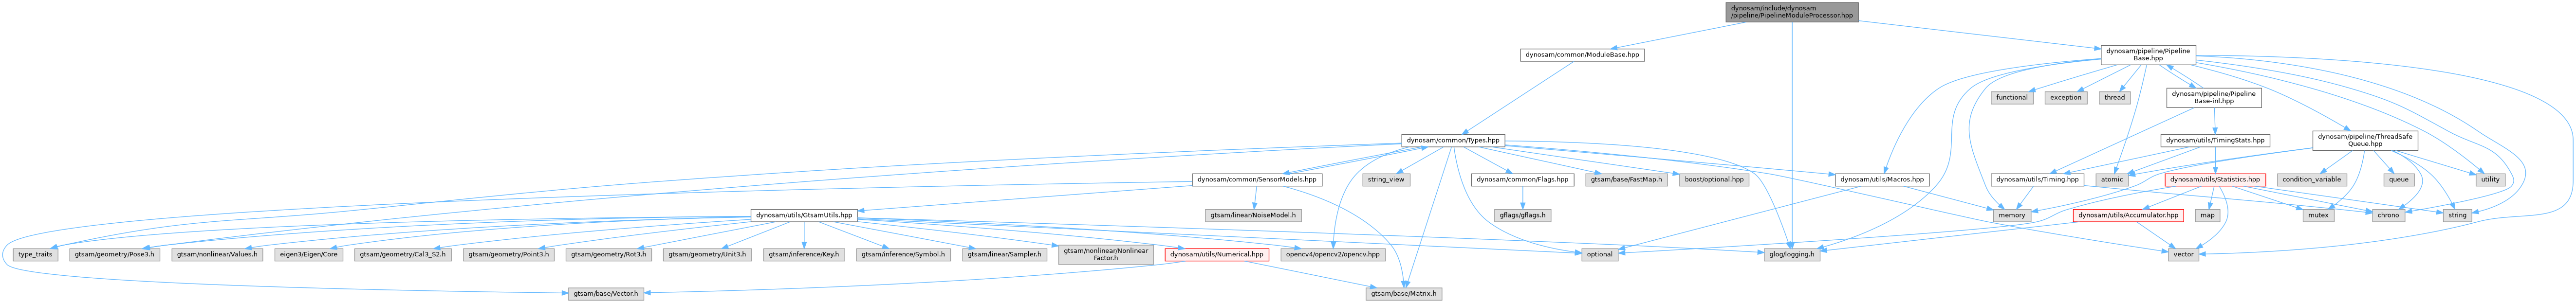 dynosam/include/dynosam
/pipeline/PipelineModuleProcessor.hpp
dynosam/common/ModuleBase.hpp
dynosam/pipeline/Pipeline
Base.hpp
functional
exception
thread
dynosam/pipeline/Pipeline
Base-inl.hpp
dynosam/common/Types.hpp
dynosam/utils/TimingStats.hpp
dynosam/pipeline/ThreadSafe
Queue.hpp
dynosam/common/SensorModels.hpp
string_view
dynosam/common/Flags.hpp
gtsam/base/FastMap.h
boost/optional.hpp
dynosam/utils/Macros.hpp
dynosam/utils/Timing.hpp
atomic
dynosam/utils/Statistics.hpp
condition_variable
queue
utility
dynosam/utils/GtsamUtils.hpp
gtsam/linear/NoiseModel.h
gflags/gflags.h
memory
dynosam/utils/Accumulator.hpp
map
mutex
chrono
string
type_traits
gtsam/geometry/Pose3.h
gtsam/nonlinear/Values.h
eigen3/Eigen/Core
gtsam/geometry/Cal3_S2.h
gtsam/geometry/Point3.h
gtsam/geometry/Rot3.h
gtsam/geometry/Unit3.h
gtsam/inference/Key.h
gtsam/inference/Symbol.h
gtsam/linear/Sampler.h
gtsam/nonlinear/Nonlinear
Factor.h
dynosam/utils/Numerical.hpp
opencv4/opencv2/opencv.hpp
optional
glog/logging.h
vector
gtsam/base/Vector.h
gtsam/base/Matrix.h